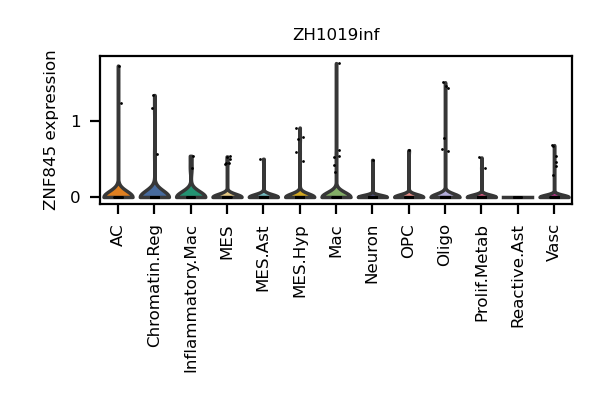 ZH1019inf
ZNF845 expression
1
0
AC
Chromatin.Reg
Inflammatory.Mac
MES
MES.Ast
MES.Hyp
Mac
Neuron
OPC
Oligo
Prolif.Metab
Reactive.Ast
Vasc